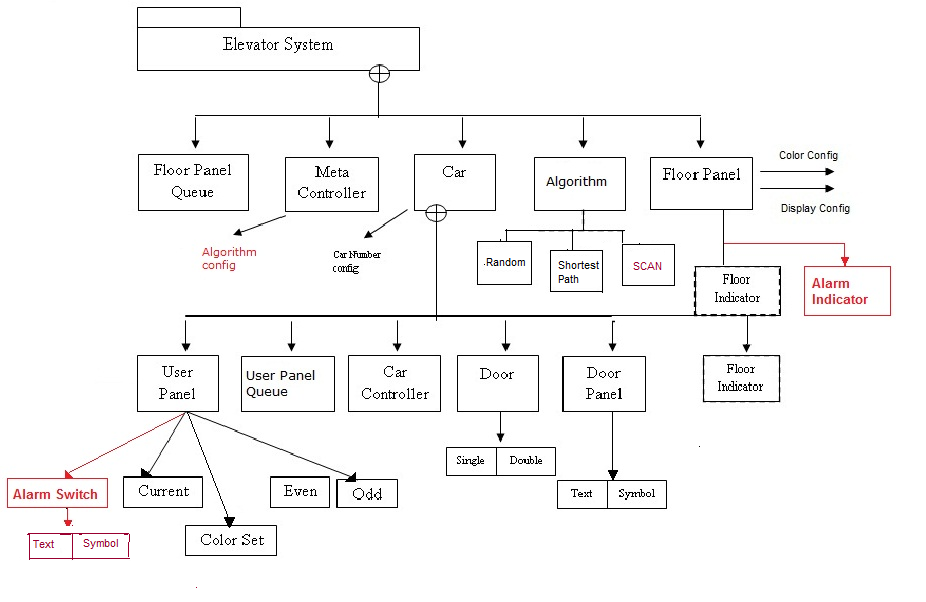 Elevator System
Color Config
Floor Panel
Queue
Meta
Controller
Car
Algorithm
Floor Panel
Display Config
Algorithm
config
Car Number
config
.Random
Shortest
Path
SCAN
Floor
Indicator
Alarm
Indicator
User
Panel
User Panel
Queue
Car
Controller
Door
Door
Panel
Floor
Indicator
Single
Double
Alarm Switch
Current
Even
Odd
Text
Symbol
Text
Symbol
Color Set